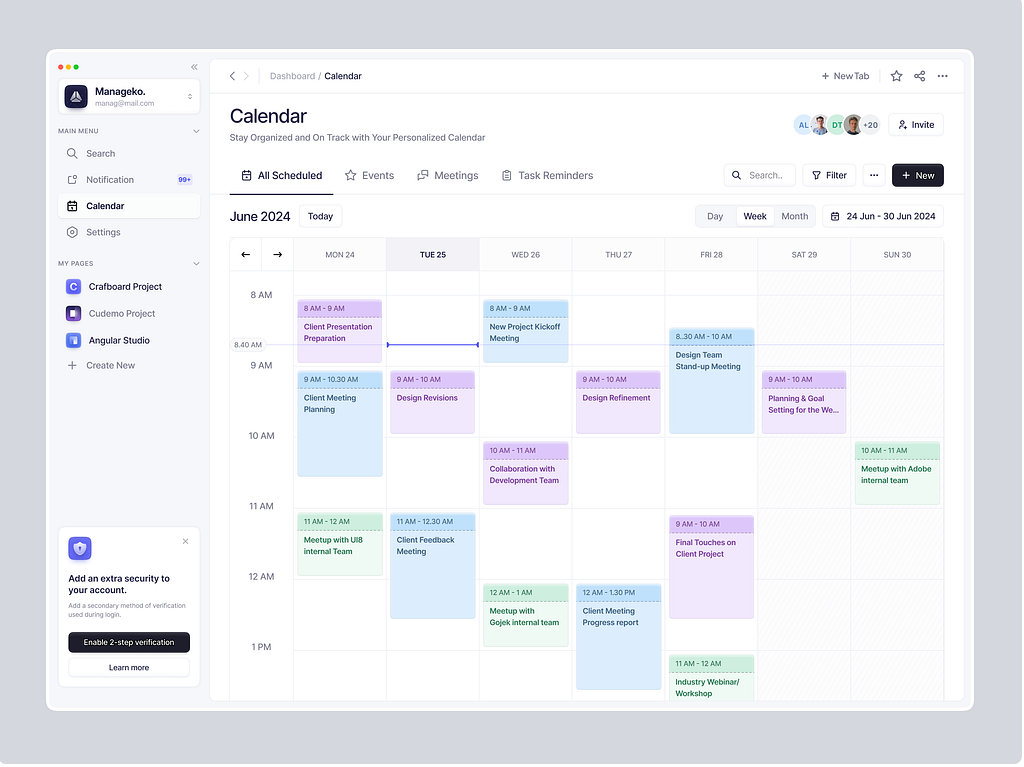 Manageko.
manag@mail.com
MAIN MENU
Search
Notification
99+
Calendar
Settings
MY PAGES
C
Crafboard Project
Cudemo Project
Angular Studio
Create New
Add an extra security to
your account.
Add a secondary method of verification
used during login.
Enable 2-step verification
Learn more
Dashboard / Calendar
+ New Tab
Calendar
Stay Organized and On Track with Your Personalized Calendar
AL
DT
+20
Invite
All Scheduled
Events
Meetings
Task Reminders
Search..
Filter
+ New
June 2024
Today
Day
Week
Month
24 Jun - 30 Jun 2024
MON 24
TUE 25
WED 26
THU 27
FRI 28
SAT 29
SUN 30
8 AM
8.40 AM
9 AM
10 AM
11 AM
12 AM
1 PM
8 AM - 9 AM
Client Presentation
Preparation
9 AM - 10.30 AM
Client Meeting
Planning
11 AM - 12 AM
Meetup with UI8
internal Team
9 AM - 10 AM
Design Revisions
11 AM - 12.30 AM
Client Feedback
Meeting
8 AM - 9 AM
New Project Kickoff
Meeting
10 AM - 11 AM
Collaboration with
Development Team
12 AM - 1 AM
Meetup with
Gojek internal team
9 AM - 10 AM
Design Refinement
12 AM - 1.30 PM
Client Meeting
Progress report
8..30 AM - 10 AM
Design Team
Stand-up Meeting
9 AM - 10 AM
Final Touches on
Client Project
11 AM - 12 AM
Industry Webinar/
Workshop
9 AM - 10 AM
Planning & Goal
Setting for the We...
10 AM - 11 AM
Meetup with Adobe
internal team